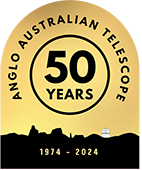 ANGLO AUSTRALIAN TELESCOPE
50
YEARS
1974 - 2024